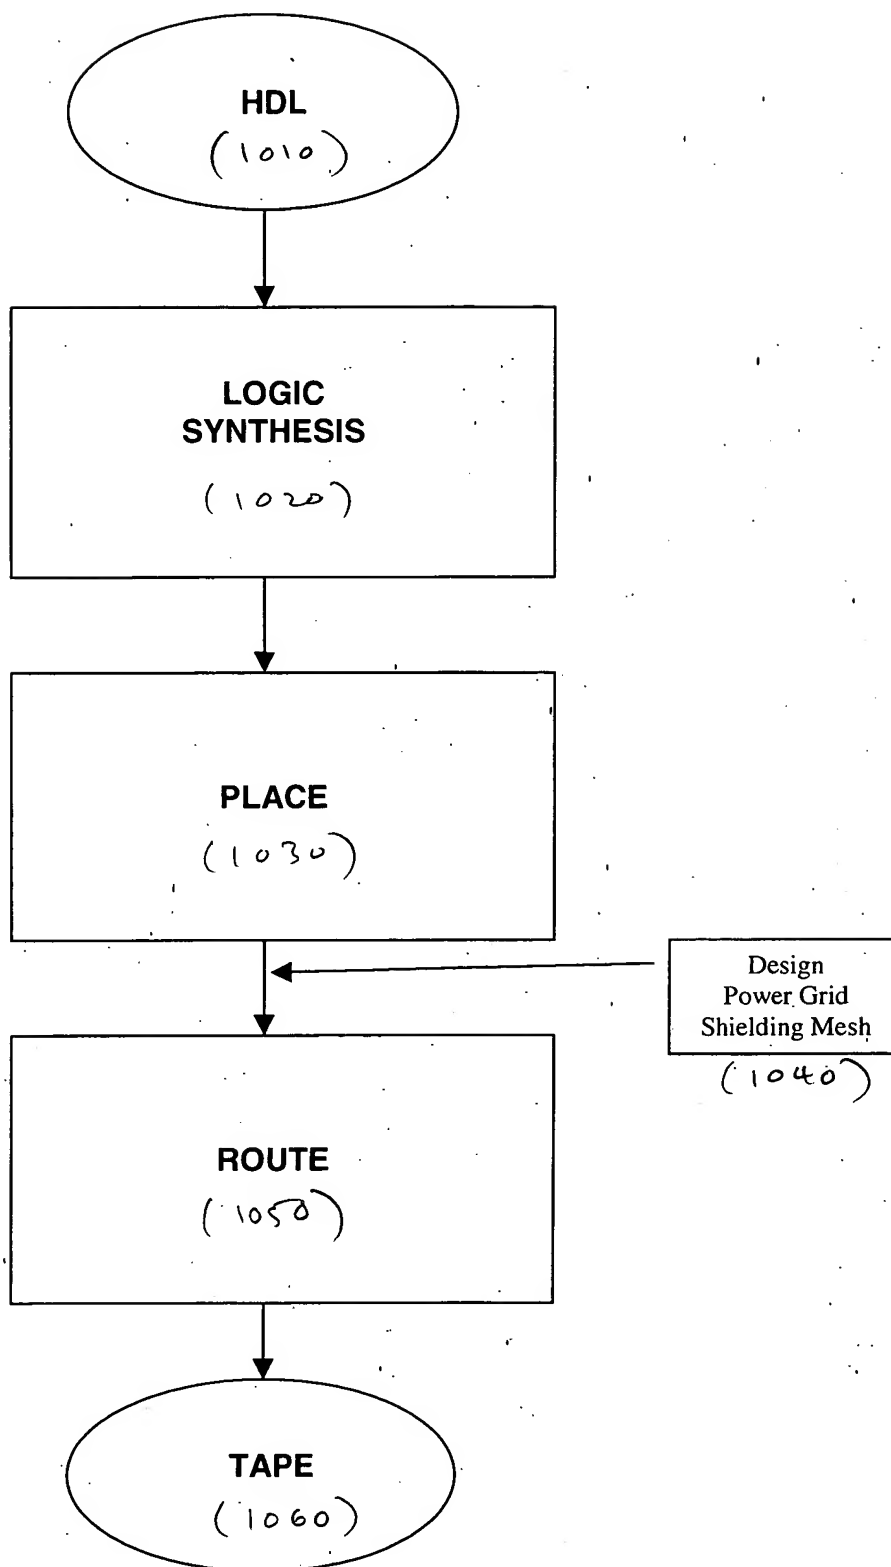 HDL
(1010)
LOGIC
SYNTHESIS
(1020)
PLACE
(1030)
Design
Power Grid
Shielding Mesh
(1040)
ROUTE
(1050)
TAPE
(1060)